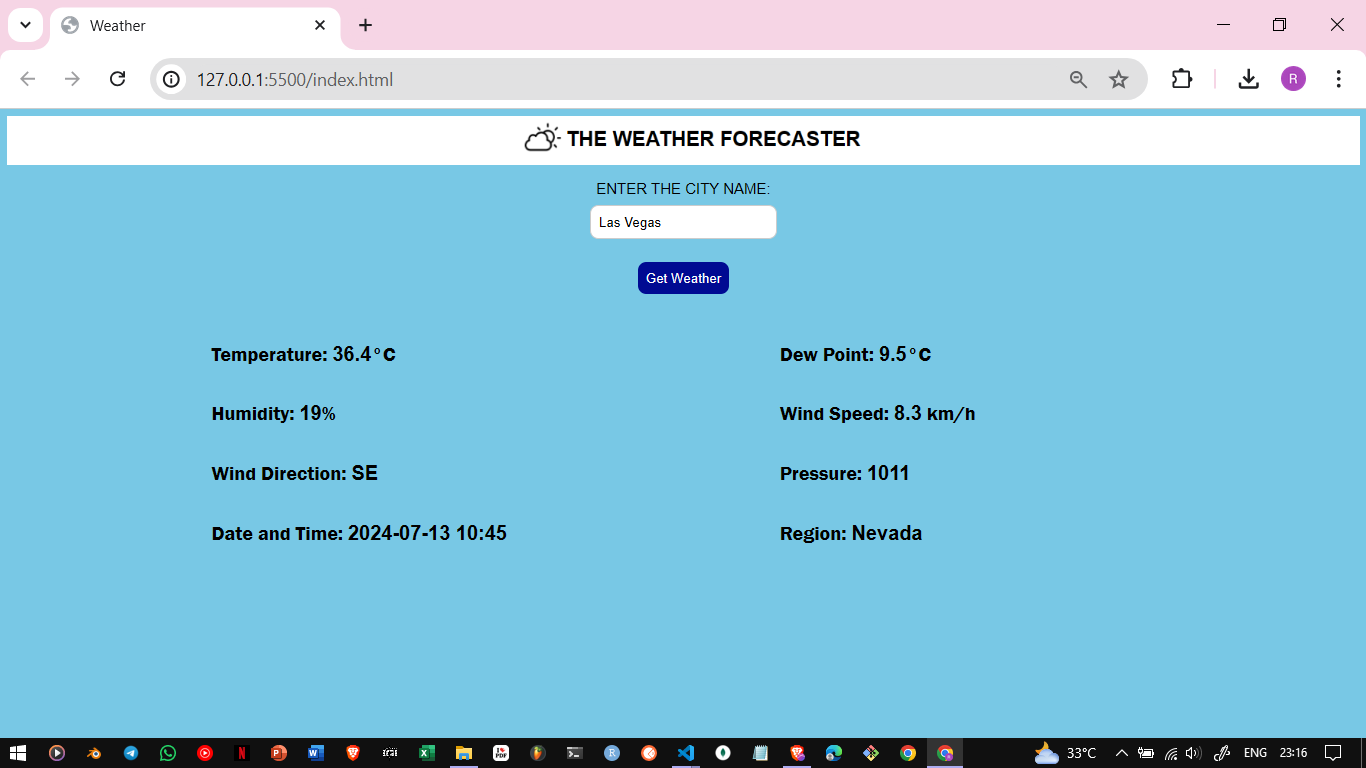 Weather
127.0.0.1:5500/index.html
R
THE WEATHER FORECASTER
ENTER THE CITY NAME:
Las Vegas
Get Weather
Temperature: 36.4°C
Dew Point: 9.5°C
Humidity: 19%
Wind Speed: 8.3 km/h
Wind Direction: SE
Pressure: 1011
Date and Time: 2024-07-13 10:45
Region: Nevada
33°C
ENG
23:16